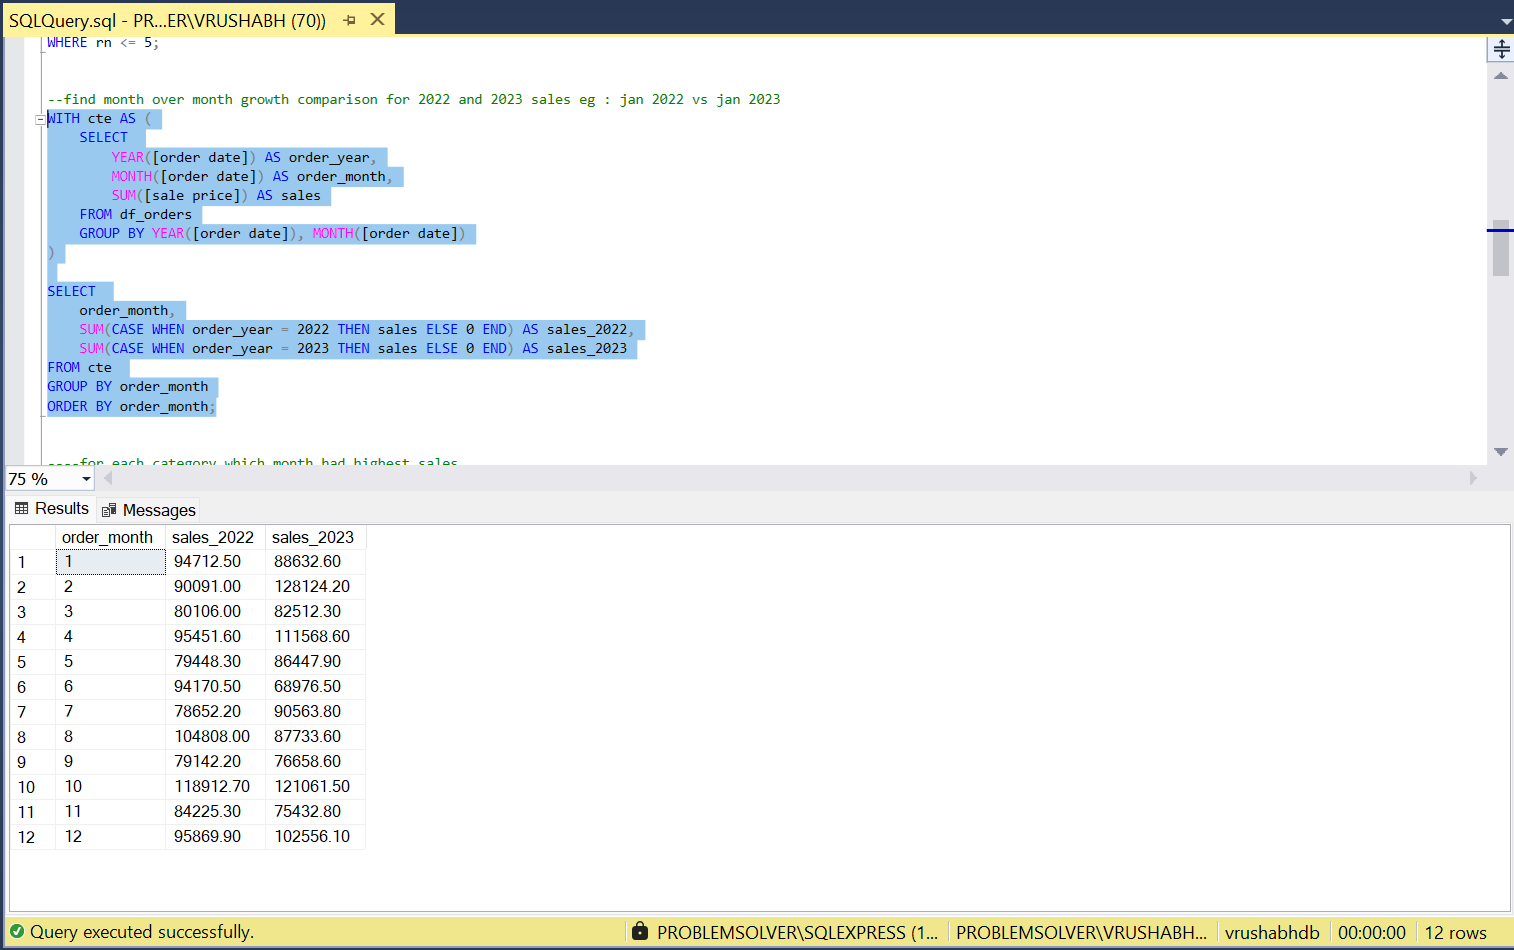 SQLQuery.sql - PR...ER\VRUSHABH (70))
WHERE rn <= 5;
--find month over month growth comparison for 2022 and 2023 sales eg : jan 2022 vs jan 2023
WITH cte AS (
SELECT
YEAR([order date]) AS order_year,
MONTH([order date]) AS order_month,
SUM([sale price]) AS sales
FROM df_orders
GROUP BY YEAR([order date]), MONTH([order date])
)
SELECT
order_month,
SUM(CASE WHEN order_year = 2022 THEN sales ELSE 0 END) AS sales_2022,
SUM(CASE WHEN order_year = 2023 THEN sales ELSE 0 END) AS sales_2023
FROM cte
GROUP BY order_month
ORDER BY order_month;
----for each category which month had highest sales
75 %
Results Messages
order_month sales_2022 sales_2023
1 1 94712.50 88632.60
2 2 90091.00 128124.20
3 3 80106.00 82512.30
4 4 95451.60 111568.60
5 5 79448.30 86447.90
6 6 94170.50 68976.50
7 7 78652.20 90563.80
8 8 104808.00 87733.60
9 9 79142.20 76658.60
10 10 118912.70 121061.50
11 11 84225.30 75432.80
12 12 95869.90 102556.10
Query executed successfully. PROBLEMSOLVER\SQLEXPRESS (1... PROBLEMSOLVER\VRUSHABH... vrushabhdb 00:00:00 12 rows